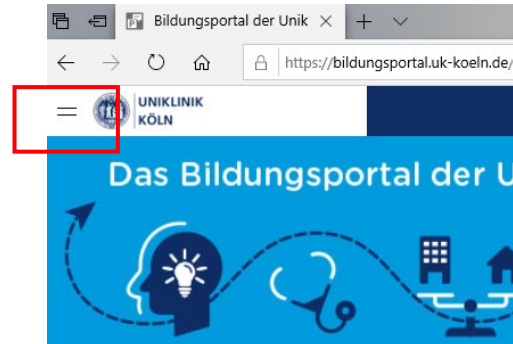 Bildungsportal der Unik
https://bildungsportal.uk-koeln.de/
UNIKLINIK
KÖLN
Das Bildungsportal der U